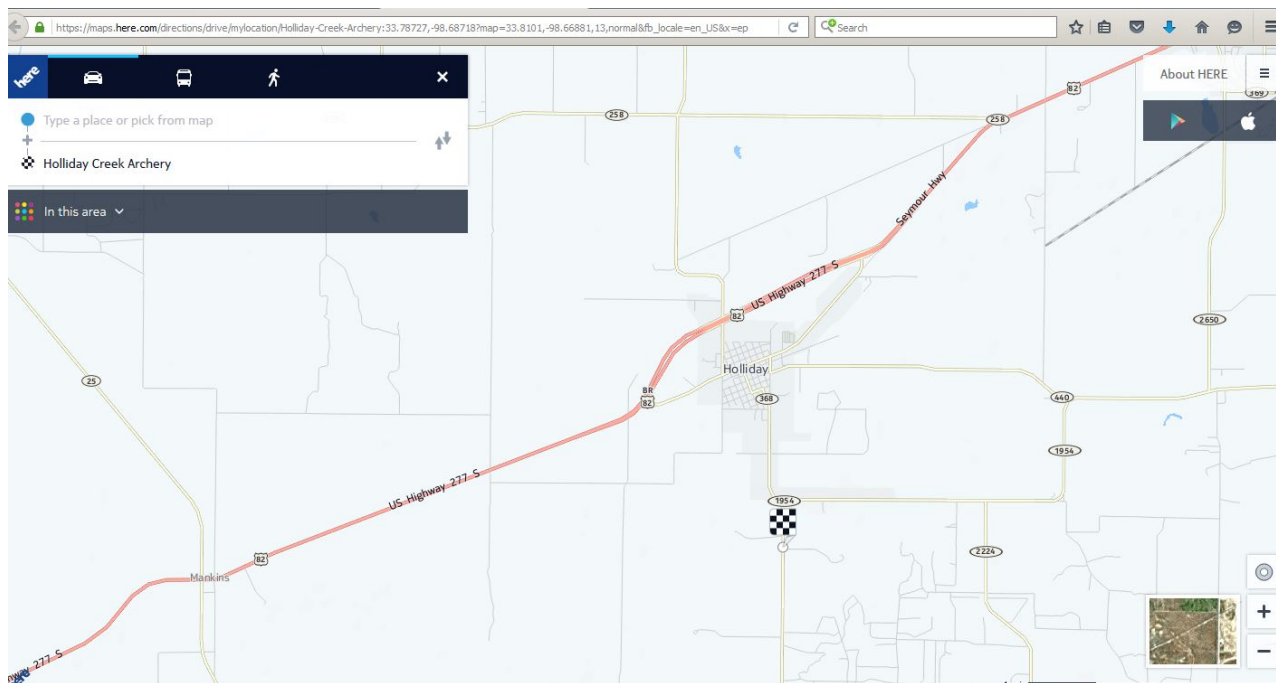 https://maps.here.com/directions/drive/mylocation/Holliday-Creek-Archery:33.78727,-98.68718?map=33.8101,-98.66881,13,normal&fb_locale=en_US&x=ep
Search
here
About HERE
Type a place or pick from map
Holliday Creek Archery
In this area
82
258
258
369
Seymour Hwy
US Highway 277 S
82
2650
Holliday
25
BR
82
368
440
1954
US Highway 277 S
1954
2224
82
Mankins
hway 277 S